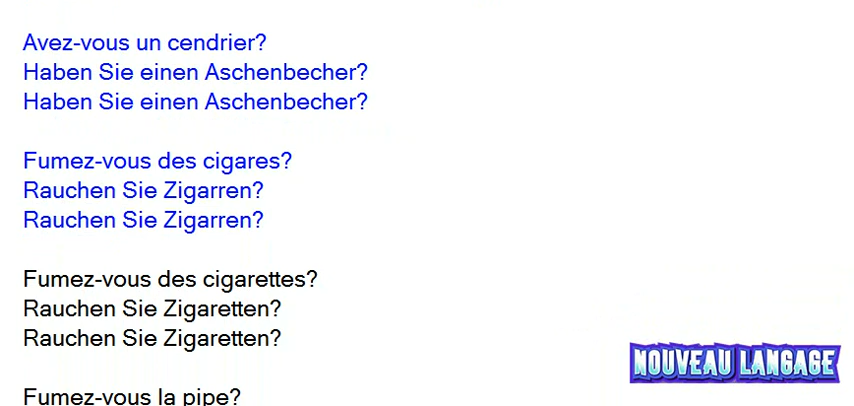 Avez-vous un cendrier?
Haben Sie einen Aschenbecher?
Haben Sie einen Aschenbecher?
Fumez-vous des cigares?
Rauchen Sie Zigarren?
Rauchen Sie Zigarren?
Fumez-vous des cigarettes?
Rauchen Sie Zigaretten?
Rauchen Sie Zigaretten?
NOUVEAU LANGAGE
Fumez-vous la pipe?